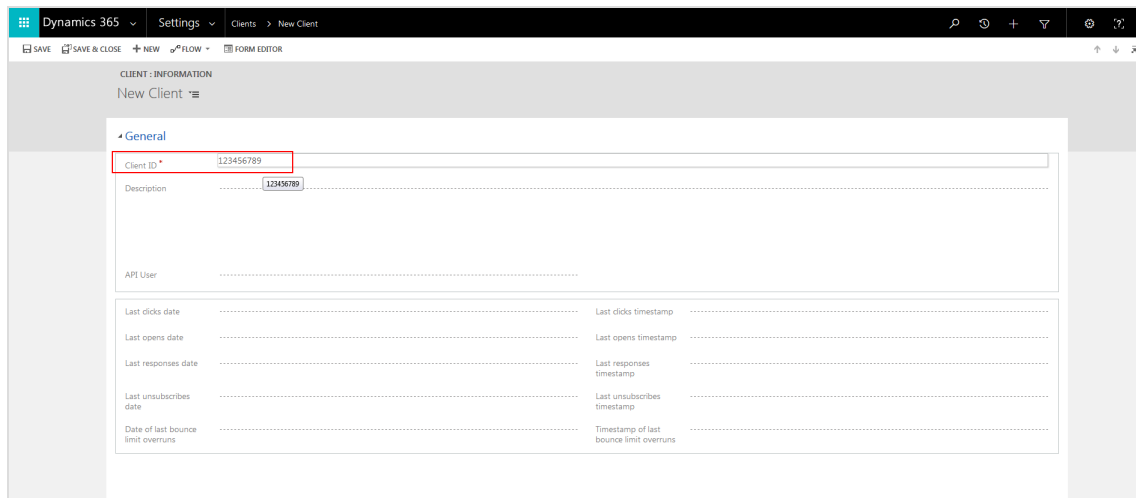 Dynamics 365 Settings Clients > New Client
SAVE SAVE & CLOSE + NEW FLOW FORM EDITOR
CLIENT : INFORMATION
New Client
General
Client ID * 123456789
123456789
Description
API User
Last clicks date Last clicks timestamp
Last opens date Last opens timestamp
Last responses date Last responses
timestamp
Last unsubscribes Last unsubscribes
date timestamp
Date of last bounce Timestamp of last
limit overruns bounce limit overruns